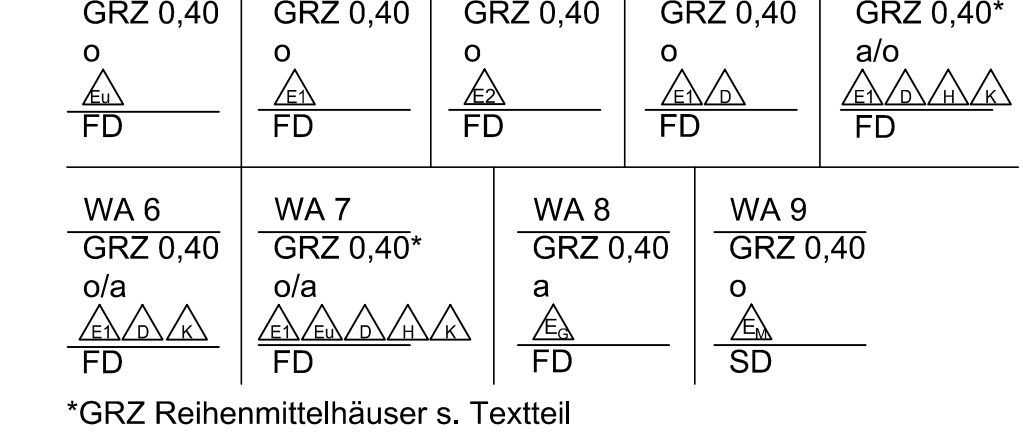 GRZ 0,40 GRZ 0,40 GRZ 0,40 GRZ 0,40 GRZ 0,40*
o o o o a/o
Eu E1 E2 E1 D E1 D H K
FD FD FD FD FD
WA 6 WA 7 WA 8 WA 9
GRZ 0,40 GRZ 0,40* GRZ 0,40 GRZ 0,40
o/a o/a a o
E1 D K E1 Eu D H K EG EM
FD FD FD SD
*GRZ Reihenmittelhäuser s. Textteil